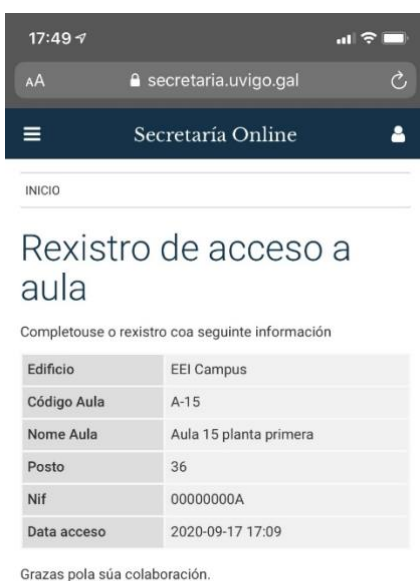 17:49
AA secretaria.uvigo.gal
Secretaría Online
INICIO
Rexistro de acceso a
aula
Completouse o rexistro coa seguinte información
Edificio EEI Campus
Código Aula A-15
Nome Aula Aula 15 planta primera
Posto 36
Nif 00000000A
Data acceso 2020-09-17 17:09
Grazas pola súa colaboración.